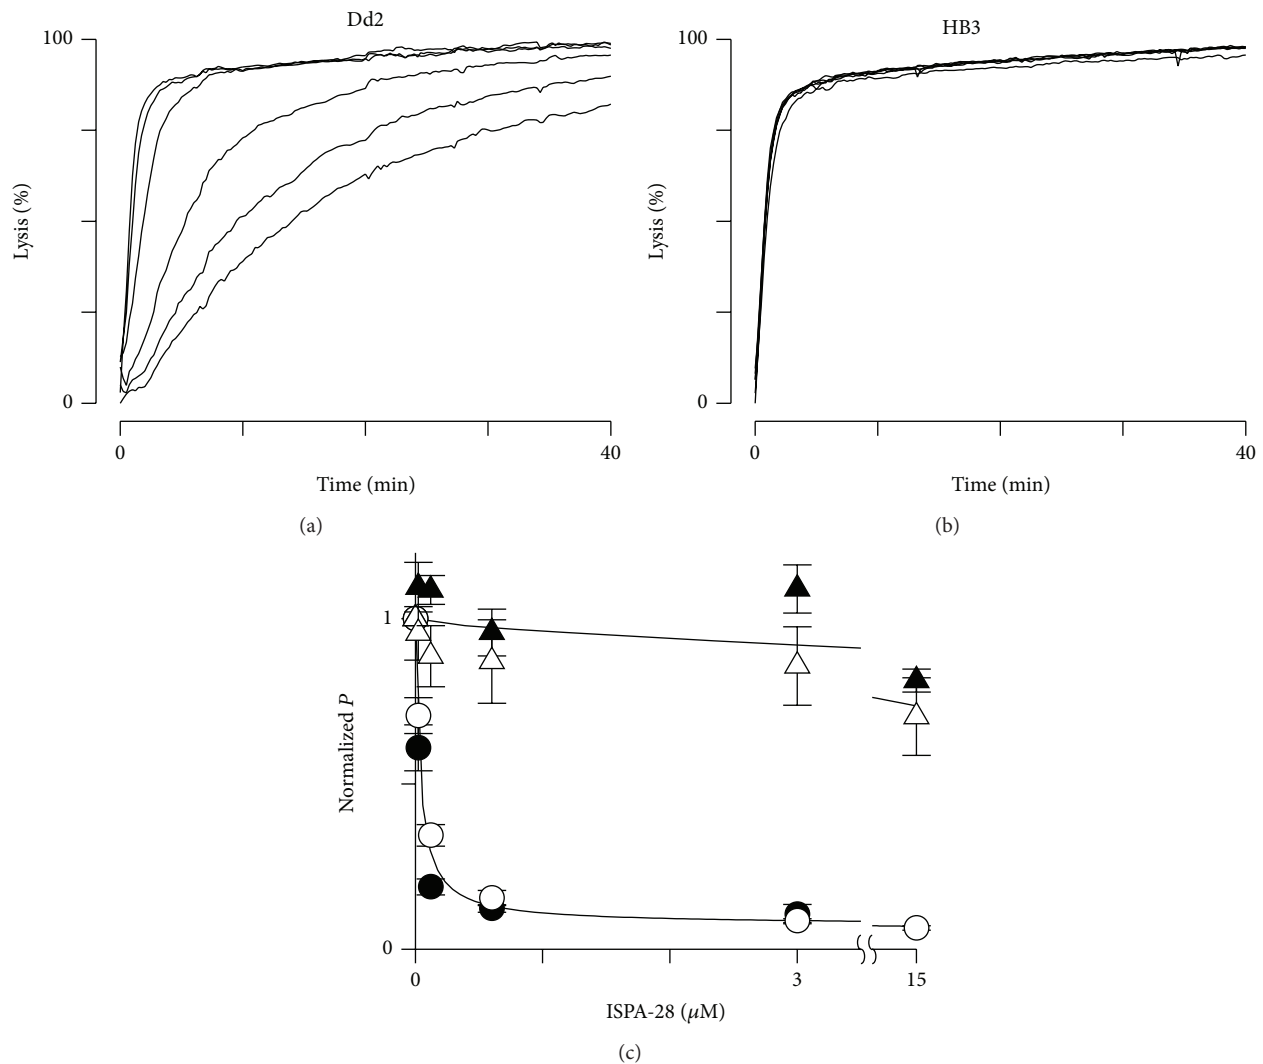 Dd2
100
Lysis (%)
0
0
40
Time (min)
(a)
HB3
100
Lysis (%)
0
0
40
Time (min)
(b)
1
Normalized P
0
0
3
15
ISPA-28 (μM)
(c)